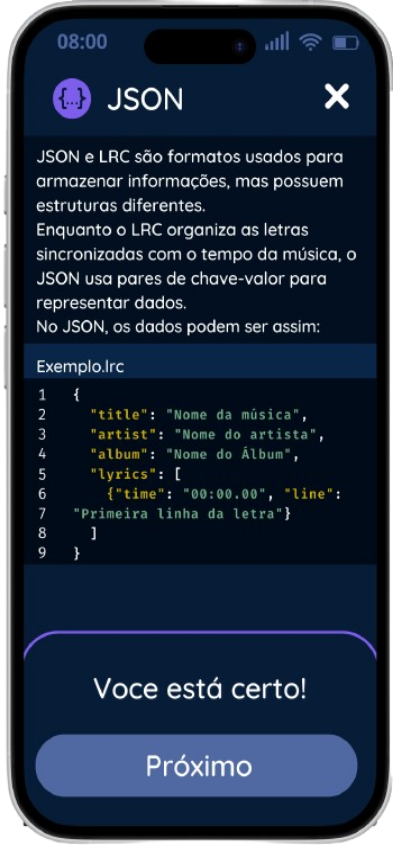 08:00
{...} JSON X
JSON e LRC são formatos usados para
armazenar informações, mas possuem
estruturas diferentes.
Enquanto o LRC organiza as letras
sincronizadas com o tempo da música, o
JSON usa pares de chave-valor para
representar dados.
No JSON, os dados podem ser assim:
Exemplo.lrc
1 {
2 "title": "Nome da música",
3 "artist": "Nome do artista",
4 "album": "Nome do Álbum",
5 "lyrics": [
6 {"time": "00:00.00", "line":
7 "Primeira linha da letra"}
8 ]
9 }
Voce está certo!
Próximo